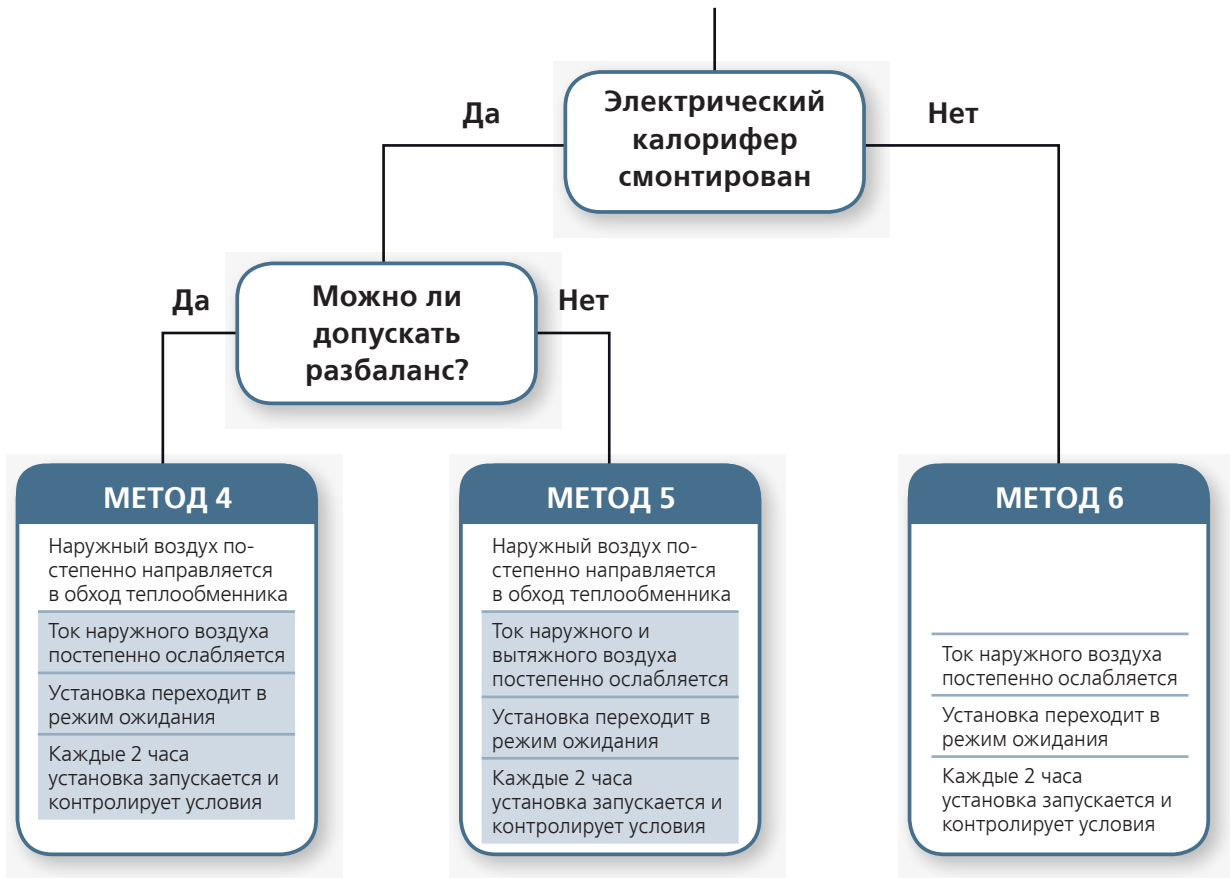 Электрический
калорифер
смонтирован
Да
Нет
Можно ли
допускать
разбаланс?
Да
Нет
МЕТОД 4
Наружный воздух по-
степенно направляется
в обход теплообменника
Ток наружного воздуха
постепенно ослабляется
Установка переходит в
режим ожидания
Каждые 2 часа
установка запускается и
контролирует условия
МЕТОД 5
Наружный воздух по-
степенно направляется
в обход теплообменника
Ток наружного и
вытяжного воздуха
постепенно ослабляется
Установка переходит в
режим ожидания
Каждые 2 часа
установка запускается и
контролирует условия
МЕТОД 6
Ток наружного воздуха
постепенно ослабляется
Установка переходит в
режим ожидания
Каждые 2 часа
установка запускается и
контролирует условия